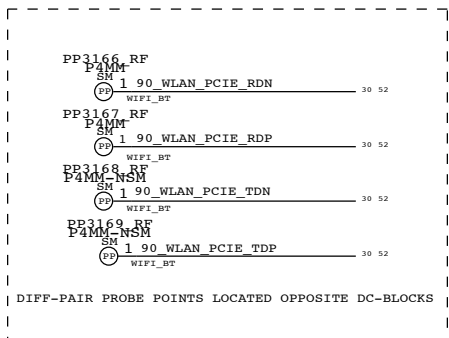 PP3166_RF
P4MM
SM
PP
1 90_WLAN_PCIE_RDN 30 52
WIFI_BT
PP3167_RF
P4MM
SM
PP
1 90_WLAN_PCIE_RDP 30 52
WIFI_BT
PP3168_RF
P4MM-NSM
SM
PP
1 90_WLAN_PCIE_TDN 30 52
WIFI_BT
PP3169_RF
P4MM-NSM
SM
PP
1 90_WLAN_PCIE_TDP 30 52
WIFI_BT
DIFF-PAIR PROBE POINTS LOCATED OPPOSITE DC-BLOCKS